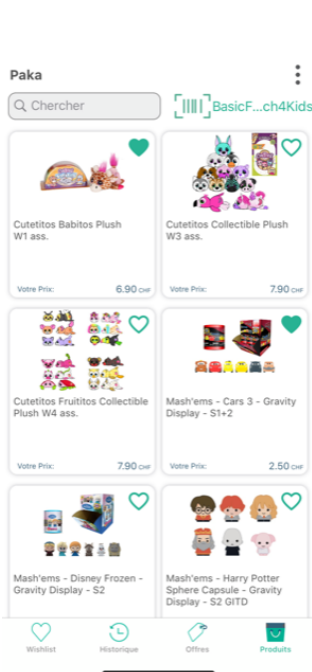 Paka
Chercher
BasicF...ch4Kids
Cutetitos Babitos Plush
W1 ass.
Votre Prix: 6.90 CHF
Cutetitos Collectible Plush
W3 ass.
Votre Prix: 7.90 CHF
Cutetitos Fruititos Collectible
Plush W4 ass.
Votre Prix: 7.90 CHF
Mash'ems - Cars 3 - Gravity
Display - S1+2
Votre Prix: 2.50 CHF
Mash'ems - Disney Frozen -
Gravity Display - S2
Mash'ems - Harry Potter
Sphere Capsule - Gravity
Display - S2 GITD
Wishlist
Historique
Offres
Produits